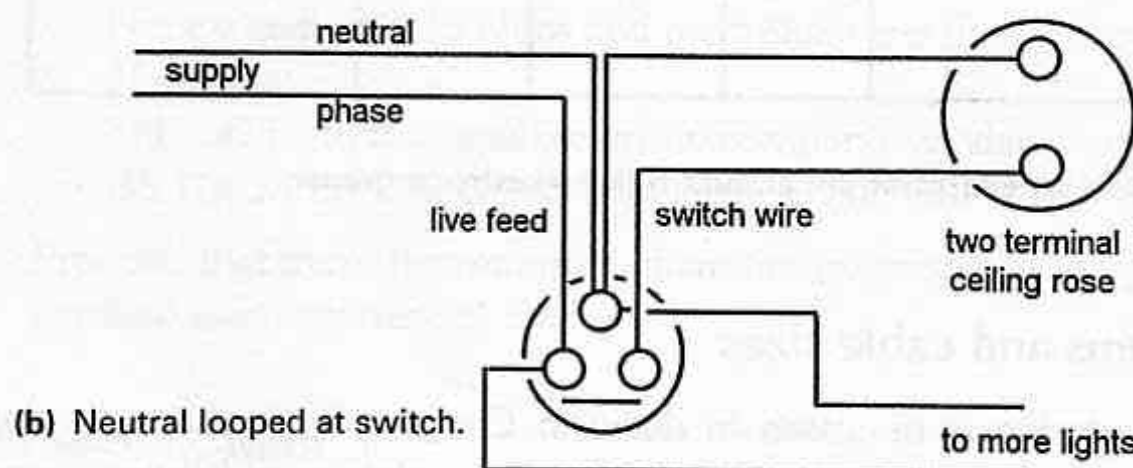 neutral
supply
phase
live feed
switch wire
two terminal
ceiling rose
(b) Neutral looped at switch.
to more lights